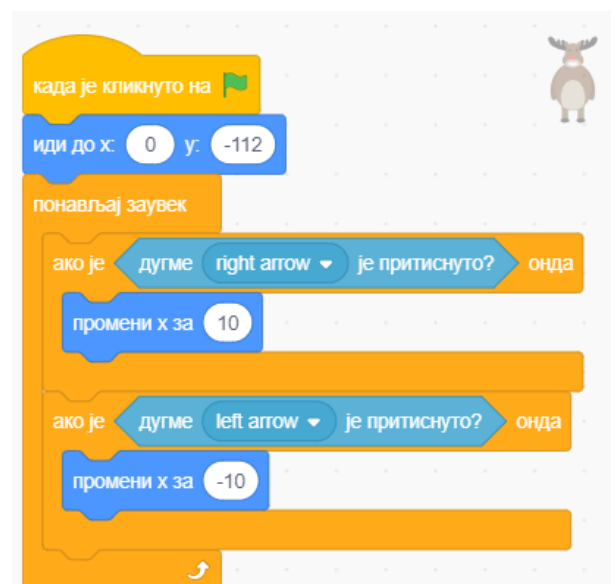 када је кликнуто на
иди до x: 0 y: -112
понављај заувек
ако је дугме right arrow је притиснуто? онда
промени x за 10
ако је дугме left arrow је притиснуто? онда
промени x за -10